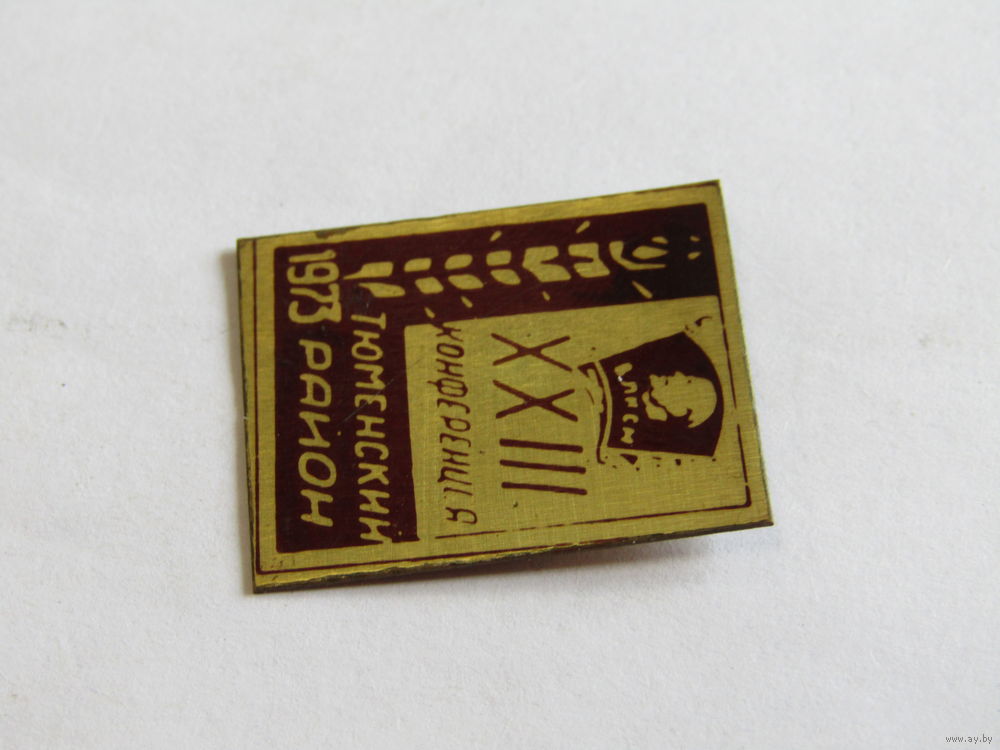 ВЛКСМ
XXIII
КОНФЕРЕНЦИЯ
ТЮМЕНСКИЙ
1973 РАЙОН
www.ay.by